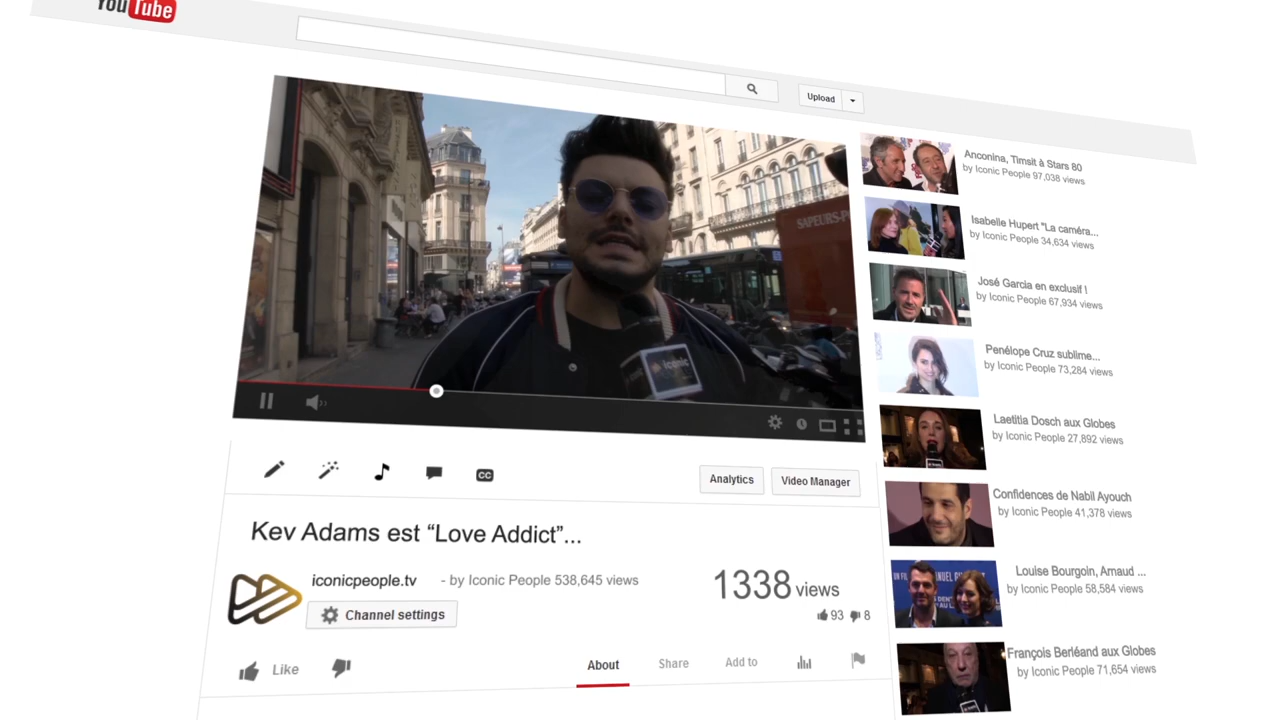 YouTube
Upload
SAPEURS-P
iconic
CC
Analytics
Video Manager
Kev Adams est “Love Addict”...
iconicpeople.tv
- by Iconic People 538,645 views
Channel settings
1338 views
93
8
Like
About
Share
Add to
Anconina, Timsit à Stars 80
by Iconic People 97,038 views
Isabelle Hupert "La caméra...
by Iconic People 34,634 views
José Garcia en exclusif !
by Iconic People 67,934 views
Penélope Cruz sublime...
by Iconic People 73,284 views
Laetitia Dosch aux Globes
by Iconic People 27,892 views
Confidences de Nabil Ayouch
by Iconic People 41,378 views
Louise Bourgoin, Arnaud ...
by Iconic People 58,584 views
François Berléand aux Globes
by Iconic People 71,654 views